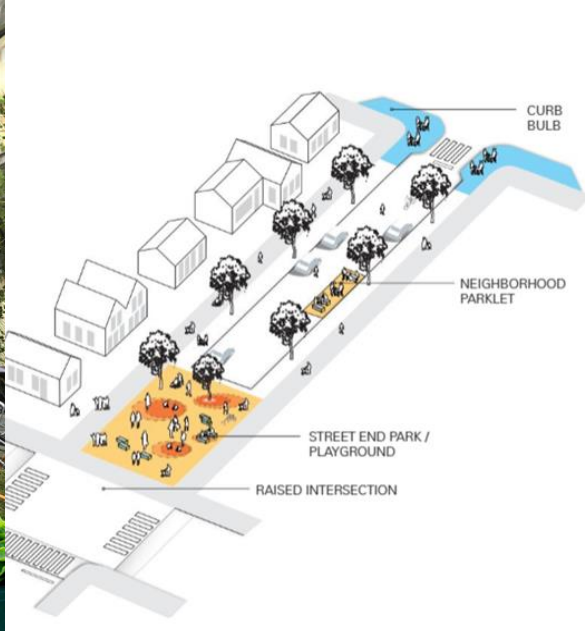 CURB
BULB
NEIGHBORHOOD
PARKLET
STREET END PARK /
PLAYGROUND
RAISED INTERSECTION